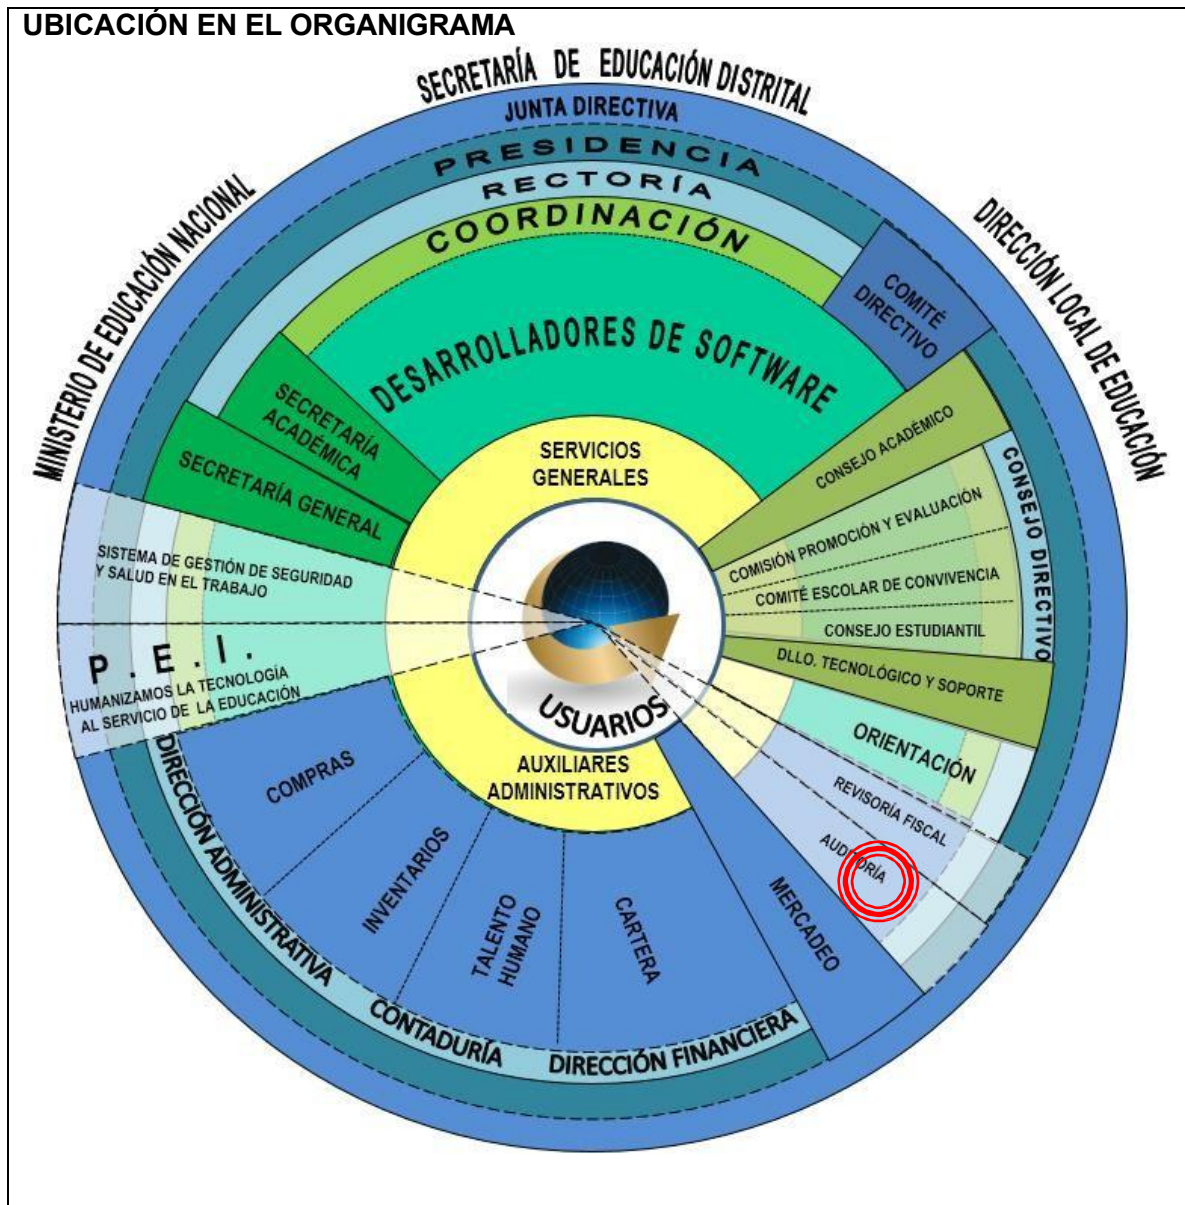 UBICACIÓN EN EL ORGANIGRAMA
SECRETARÍA DE EDUCACIÓN DISTRITAL
JUNTA DIRECTIVA
PRESIDENCIA
RECTORÍA
COORDINACIÓN
MINISTERIO DE EDUCACIÓN NACIONAL
DIRECCIÓN LOCAL DE EDUCACIÓN
COMITÉ
DIRECTIVO
DESARROLLADORES DE SOFTWARE
SECRETARÍA
ACADÉMICA
SECRETARÍA GENERAL
SERVICIOS
GENERALES
CONSEJO ACADÉMICO
CONSEJO DIRECTIVO
COMISIÓN PROMOCIÓN Y EVALUACIÓN
COMITÉ ESCOLAR DE CONVIVENCIA
CONSEJO ESTUDIANTIL
SISTEMA DE GESTIÓN DE SEGURIDAD
Y SALUD EN EL TRABAJO
P.E.I.
HUMANIZAMOS LA TECNOLOGÍA
AL SERVICIO DE LA EDUCACIÓN
DLLO. TECNOLÓGICO Y SOPORTE
USUARIOS
ORIENTACIÓN
REVISORÍA FISCAL
AUDITORÍA
AUXILIARES
ADMINISTRATIVOS
COMPRAS
INVENTARIOS
TALENTO
HUMANO
CARTERA
MERCADEO
DIRECCIÓN ADMINISTRATIVA
CONTADURÍA
DIRECCIÓN FINANCIERA